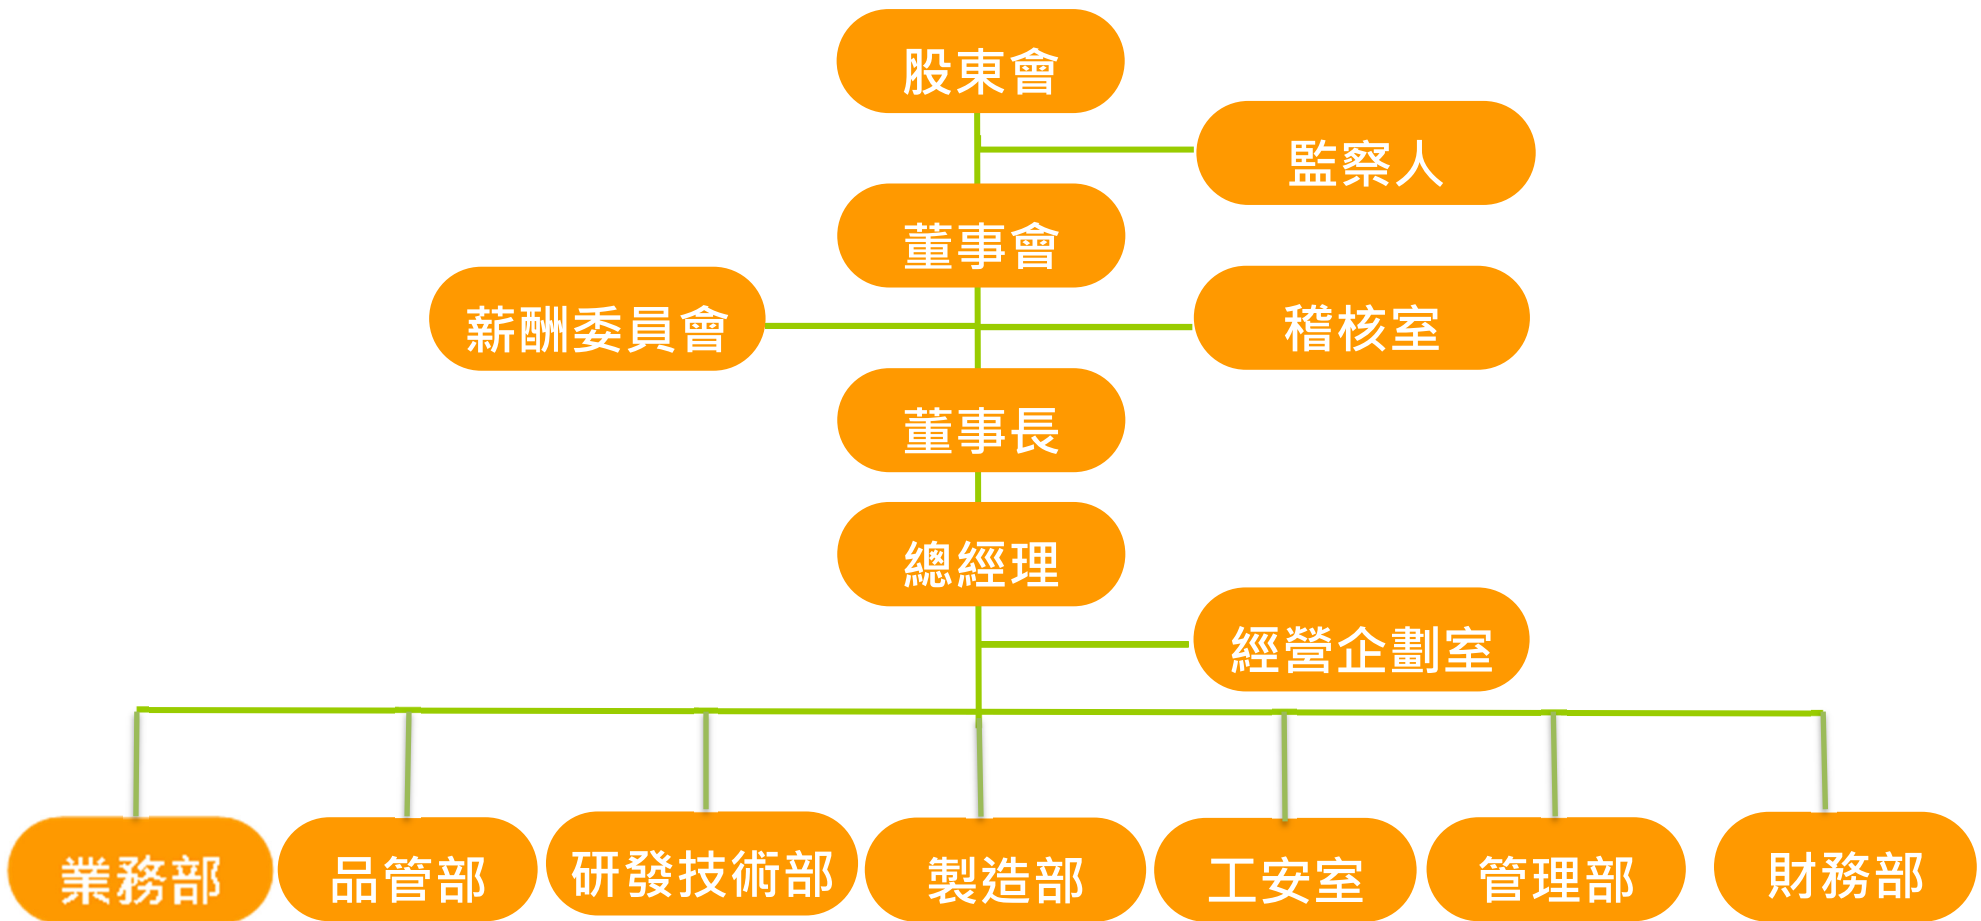 股東會
監察人
董事會
薪酬委員會
稽核室
董事長
總經理
經營企劃室
業務部
品管部
研發技術部
製造部
工安室
管理部
財務部